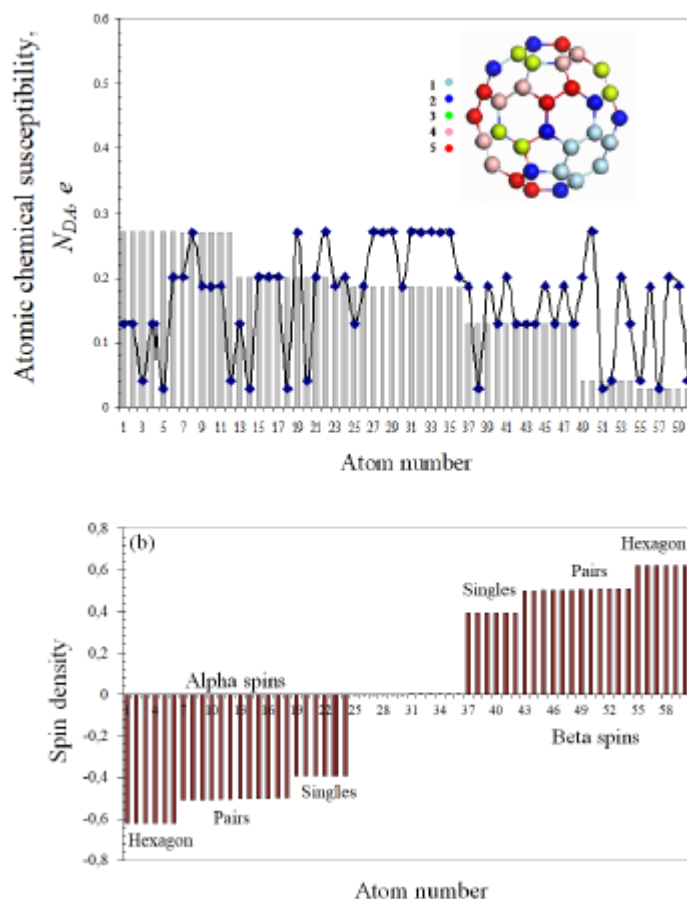 Atomic chemical susceptibility,
N_DA, e
0.6
0.5
0.4
0.3
0.2
0.1
0
1
2
3
4
5
1 3 5 7 9 11 13 15 17 19 21 23 25 27 29 31 33 35 37 39 41 43 45 47 49 51 53 55 57 59
Atom number
(b)
Spin density
0,8
0,6
0,4
0,2
0
-0,2
-0,4
-0,6
-0,8
Hexagon
Pairs
Singles
Alpha spins
1 4 7 10 13 16 19 22 25 28 31 34 37 40 43 46 49 52 55 58
Beta spins
Singles
Pairs
Hexagon
Atom number